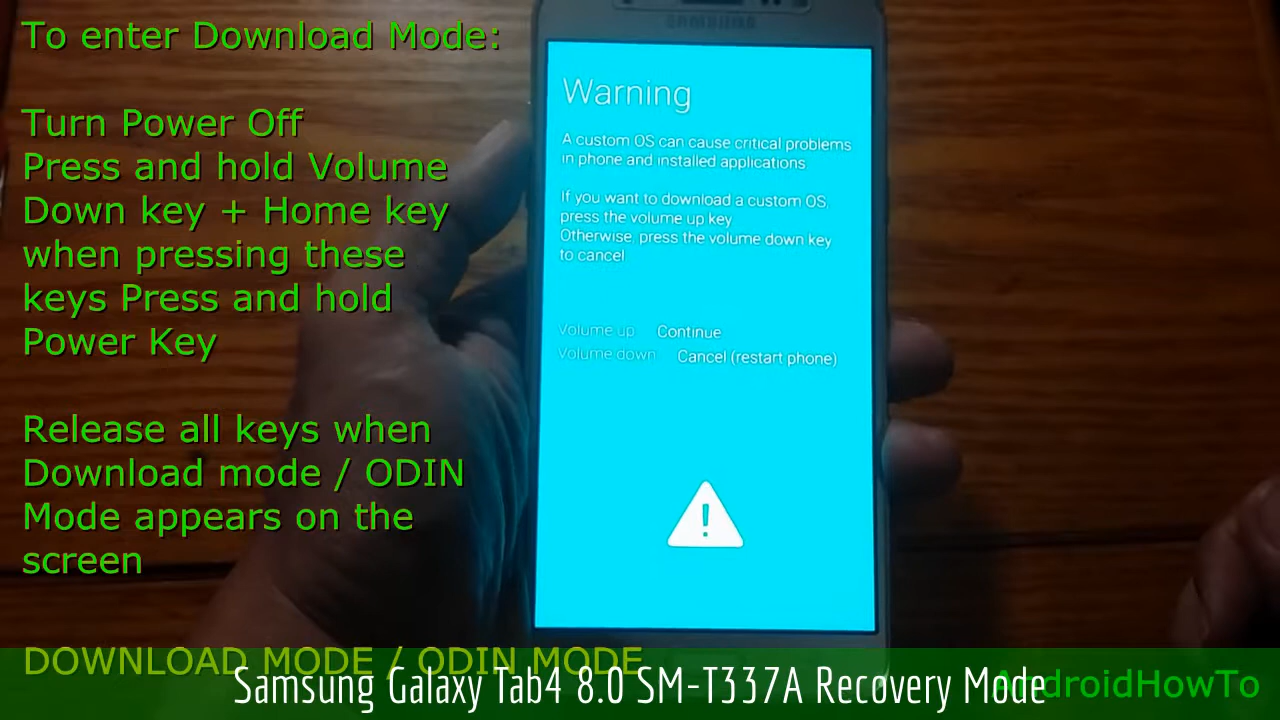 To enter Download Mode:
Turn Power Off
Press and hold Volume
Down key + Home key
when pressing these
keys Press and hold
Power Key
Release all keys when
Download mode / ODIN
Mode appears on the
screen
DOWNLOAD MODE / ODIN MODE
SAMSUNG
Warning
A custom OS can cause critical problems
in phone and installed applications
If you want to download a custom OS,
press the volume up key
Otherwise, press the volume down key
to cancel
Volume up Continue
Volume down Cancel (restart phone)
Samsung Galaxy Tab4 8.0 SM-T337A Recovery Mode
AndroidHowTo